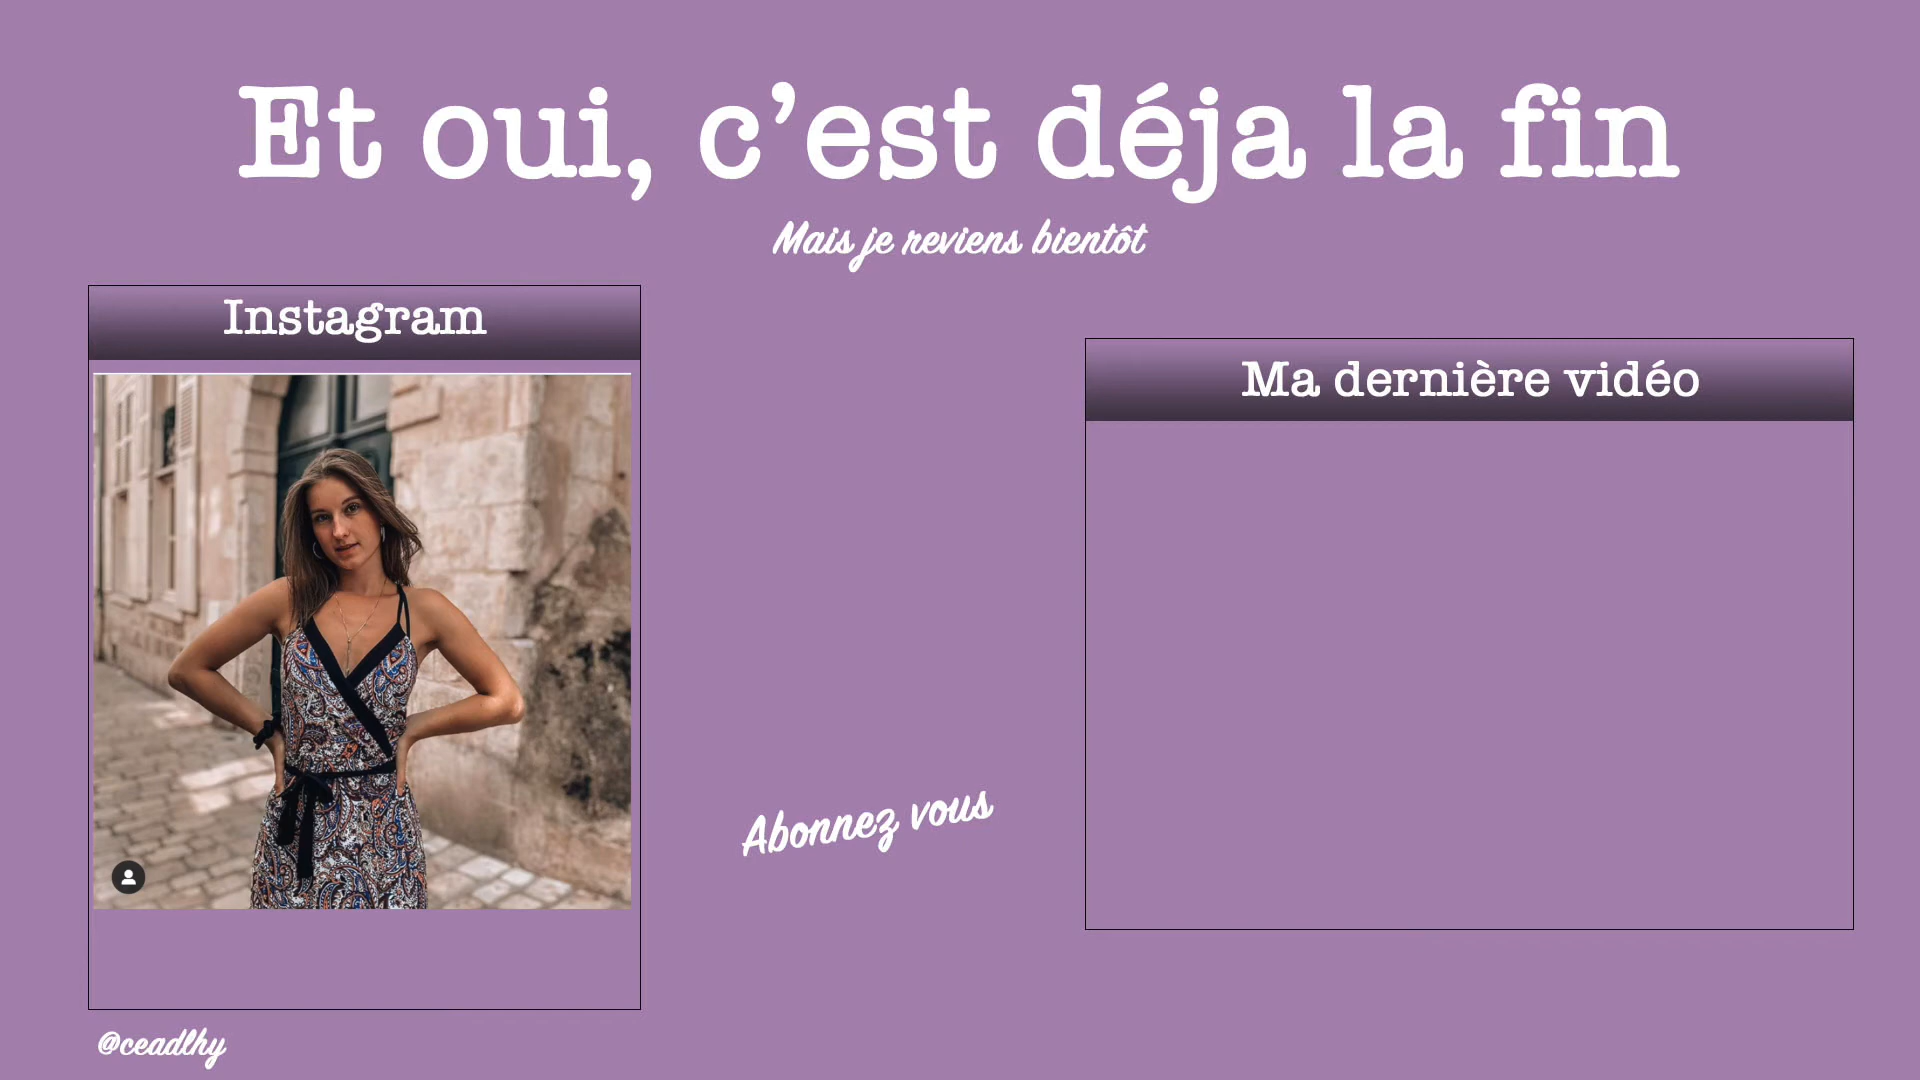 Et oui, c’est déja la fin
Mais je reviens bientôt
Instagram
Ma dernière vidéo
Abonnez vous
@ceadlhy